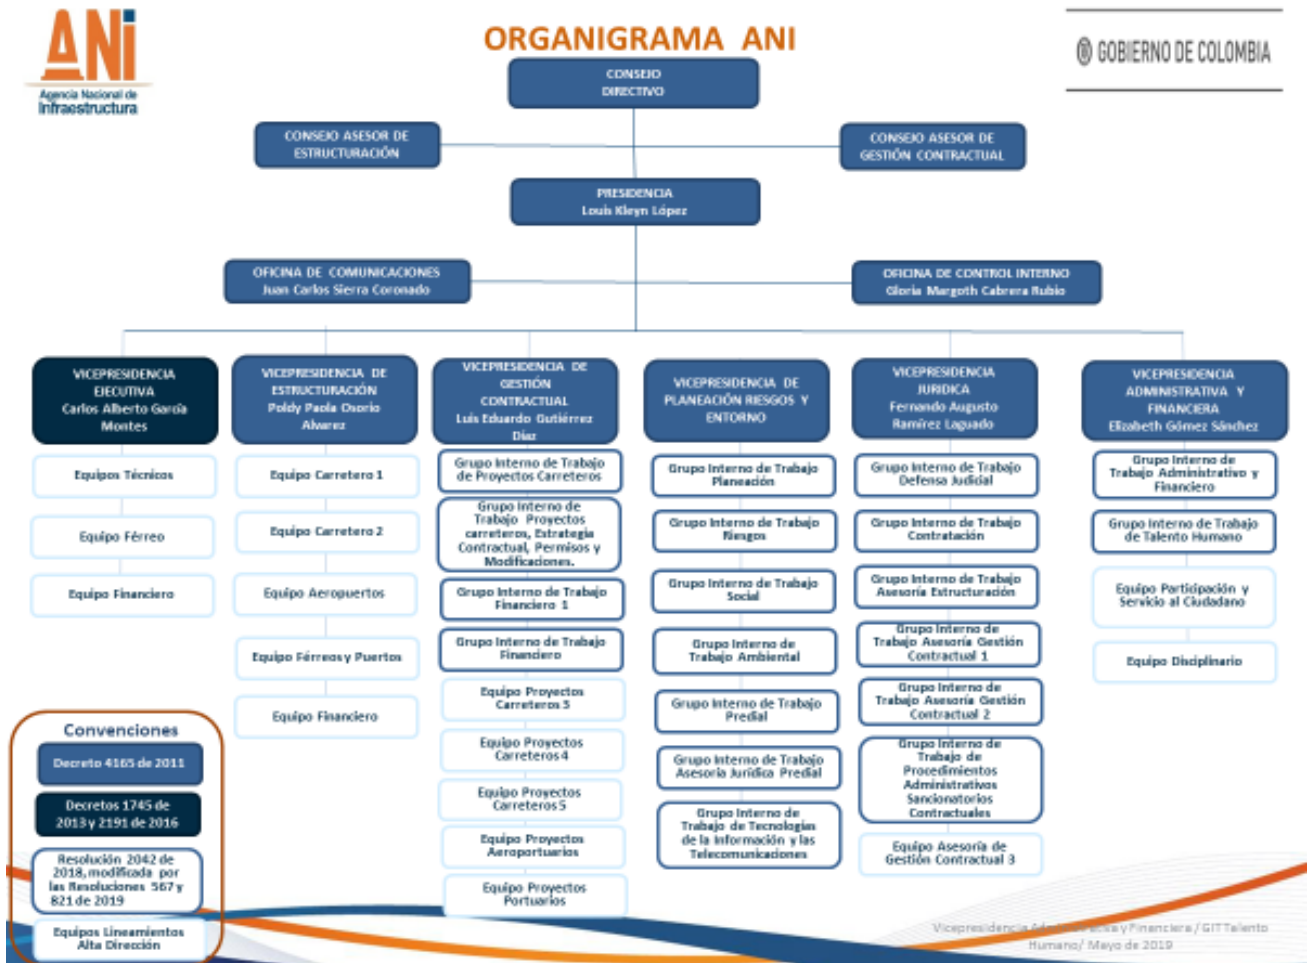 ANi
Agencia Nacional de
Infraestructura
ORGANIGRAMA ANI
GOBIERNO DE COLOMBIA
CONSEJO
DIRECTIVO
CONSEJO ASESOR DE
ESTRUCTURACIÓN
CONSEJO ASESOR DE
GESTIÓN CONTRACTUAL
PRESIDENCIA
Louis Kleyn López
OFICINA DE COMUNICACIONES
Juan Carlos Sierra Coronado
OFICINA DE CONTROL INTERNO
Gloria Margoth Cabrera Rubio
VICEPRESIDENCIA
EJECUTIVA
Carlos Alberto García
Montes
Equipos Técnicos
Equipo Férreo
Equipo Financiero
VICEPRESIDENCIA DE
ESTRUCTURACIÓN
Poldy Paola Osorio
Alvarez
Equipo Carretero 1
Equipo Carretero 2
Equipo Aeropuertos
Equipo Férreos y Puertos
Equipo Financiero
VICEPRESIDENCIA DE
GESTIÓN
CONTRACTUAL
Luis Eduardo Gutiérrez
Díaz
Grupo Interno de Trabajo
de Proyectos Carreteros
Grupo Interno de
Trabajo Proyectos
carreteros, Estrategia
Contractual, Permisos y
Modificaciones.
Grupo Interno de Trabajo
Financiero 1
Grupo Interno de Trabajo
Financiero
Equipo Proyectos
Carreteros 3
Equipo Proyectos
Carreteros 4
Equipo Proyectos
Carreteros 5
Equipo Proyectos
Aeroportuarios
Equipo Proyectos
Portuarios
VICEPRESIDENCIA DE
PLANEACIÓN RIESGOS Y
ENTORNO
Grupo Interno de Trabajo
Planeación
Grupo Interno de Trabajo
Riesgos
Grupo Interno de Trabajo
Social
Grupo Interno de
Trabajo Ambiental
Grupo Interno de Trabajo
Predial
Grupo Interno de Trabajo
Asesoría Jurídica Predial
Grupo Interno de
Trabajo de Tecnologías
de la Información y las
Telecomunicaciones
VICEPRESIDENCIA
JURIDICA
Fernando Augusto
Ramírez Laguado
Grupo Interno de Trabajo
Defensa Judicial
Grupo Interno de Trabajo
Contratación
Grupo Interno de Trabajo
Asesoría Estructuración
Grupo Interno de
Trabajo Asesoría Gestión
Contractual 1
Grupo Interno de
Trabajo Asesoría Gestión
Contractual 2
Grupo Interno de
Trabajo de
Procedimientos
Administrativos
Sancionatorios
Contractuales
Equipo Asesoría de
Gestión Contractual 3
VICEPRESIDENCIA
ADMINISTRATIVA Y
FINANCIERA
Elizabeth Gómez Sánchez
Grupo Interno de
Trabajo Administrativo y
Financiero
Grupo Interno de Trabajo
de Talento Humano
Equipo Participación y
Servicio al Ciudadano
Equipo Disciplinario
Convenciones
Decreto 4165 de 2011
Decretos 1745 de
2013 y 2191 de 2016
Resolución 2042 de
2018, modificada por
las Resoluciones 567 y
821 de 2019
Equipos Lineamientos
Alta Dirección
Vicepresidencia Administrativa y Financiera / GIT Talento
Humano/ Mayo de 2019